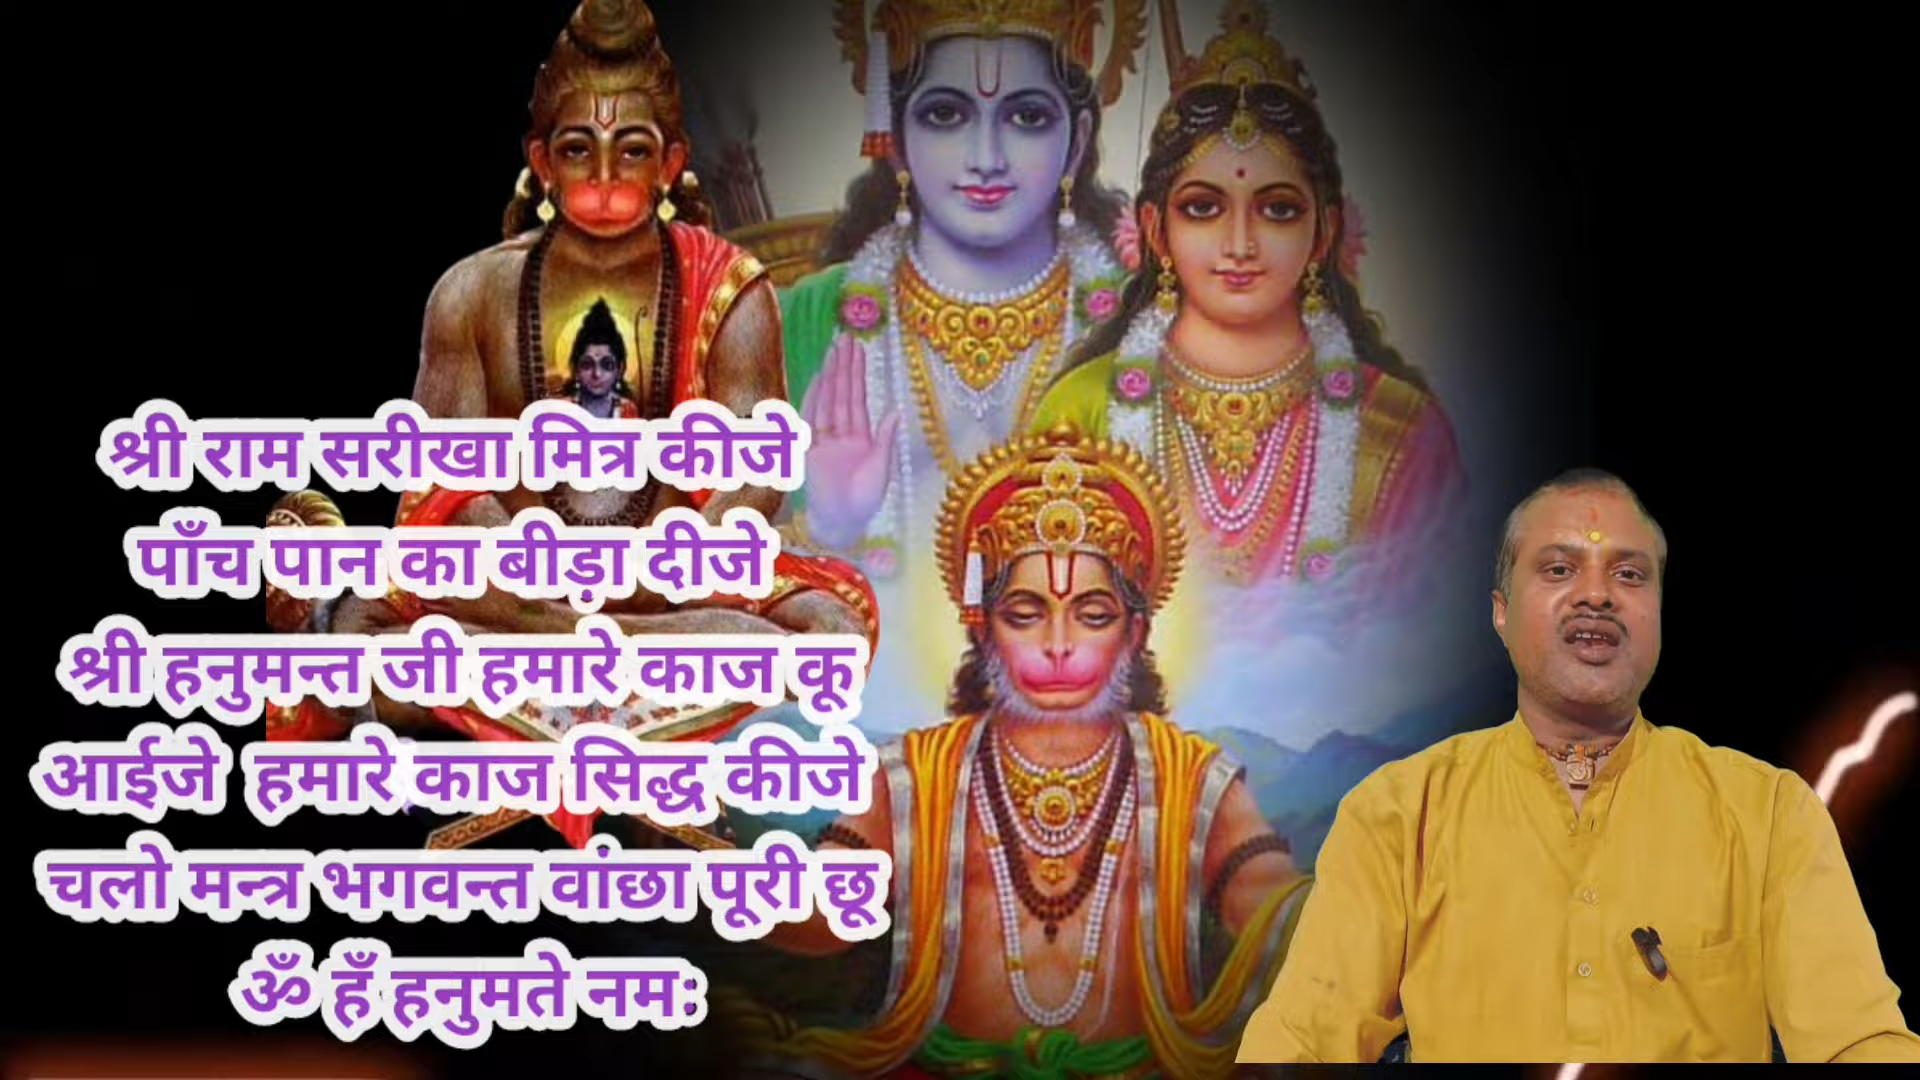 श्री राम सरीखा मित्र कीजे
पाँच पान का बीड़ा दीजे
श्री हनुमन्त जी हमारे काज कू
आईजे हमारे काज सिद्ध कीजे
चलो मन्त्र भगवन्त वांछा पूरी छू
ॐ हँ हनुमते नमः